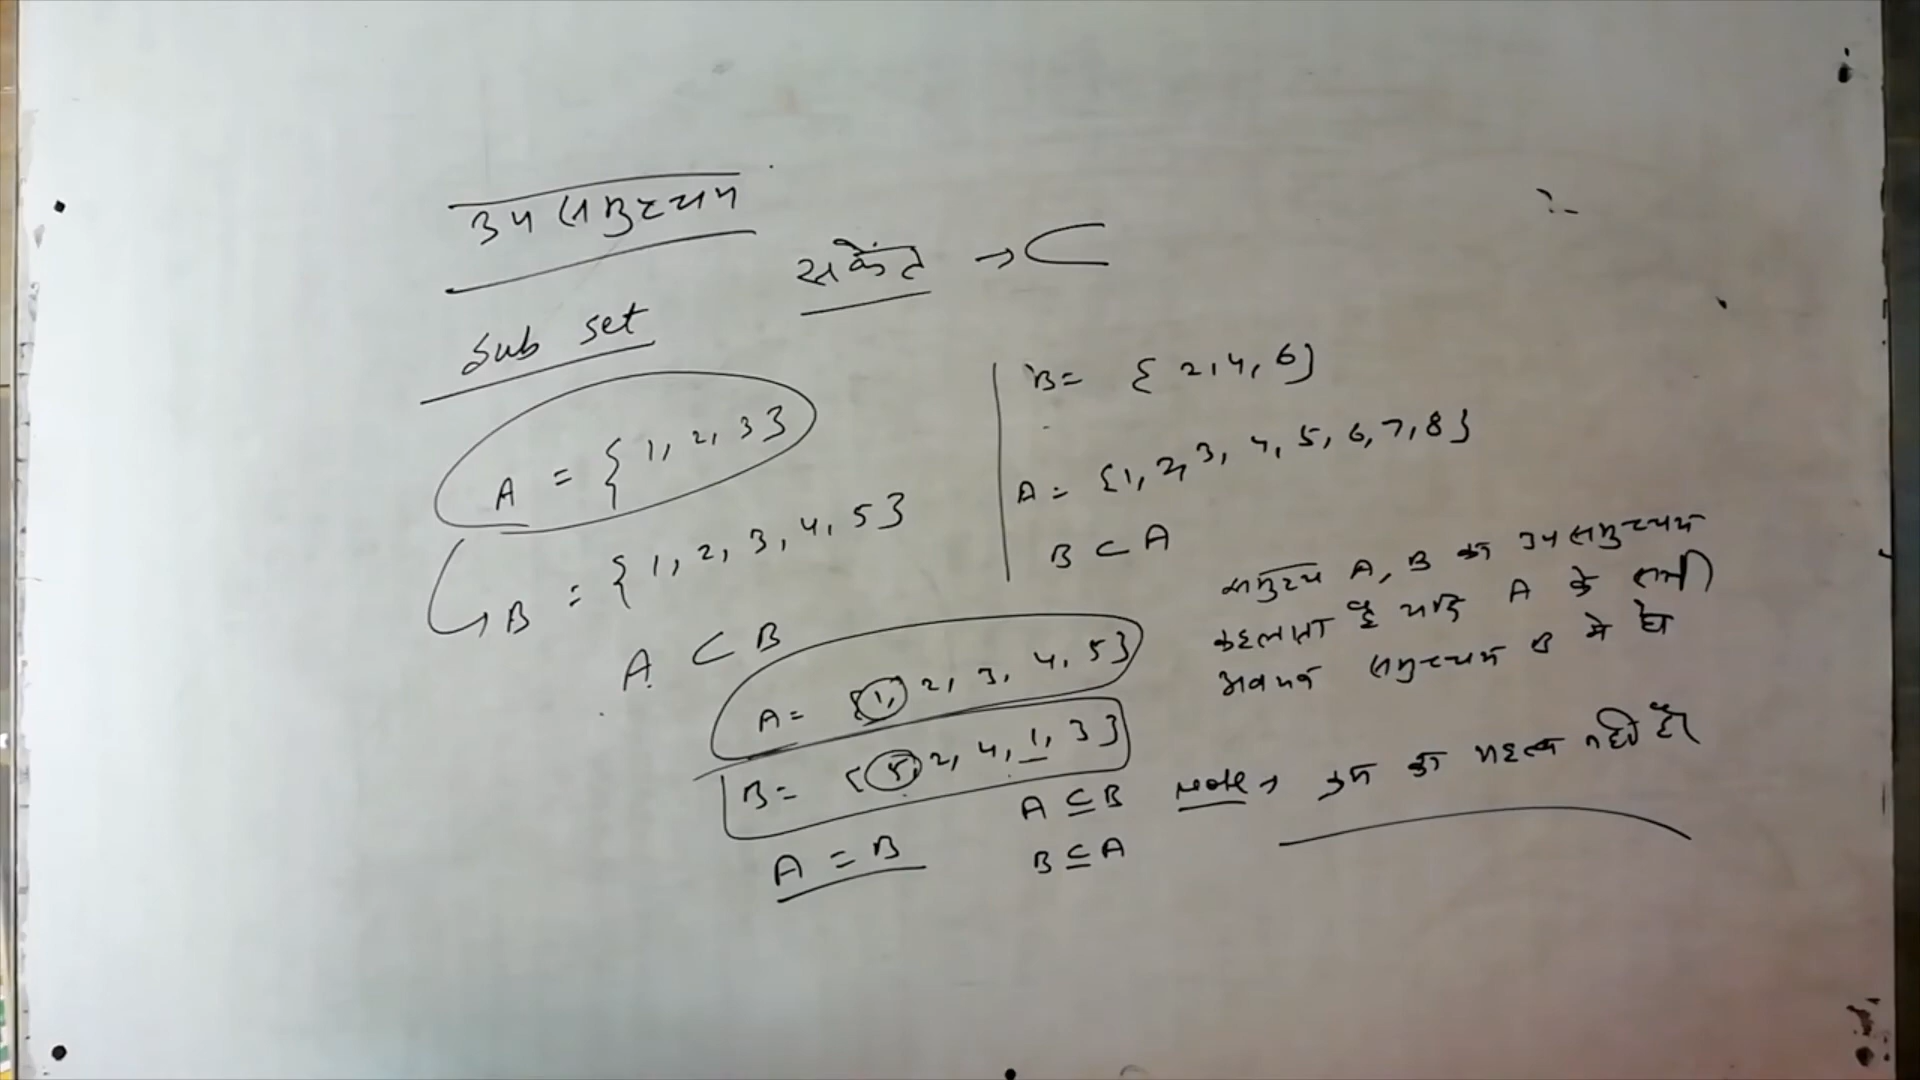 उपसमुच्चय
संकेत → ⊂
Sub set
A = {1, 2, 3}
B = {1, 2, 3, 4, 5}
A ⊂ B
B = {2, 4, 6}
A = {1, 2, 3, 4, 5, 6, 7, 8}
B ⊂ A
समुच्चय A, B का उपसमुच्चय
कहलाता है यदि A के सभी
अवयव समुच्चय B मे हो
A = {1, 2, 3, 4, 5}
B = {5, 2, 4, 1, 3}
A = B
A ⊆ B
B ⊆ A
Note → क्रम का महत्व नहीं है।